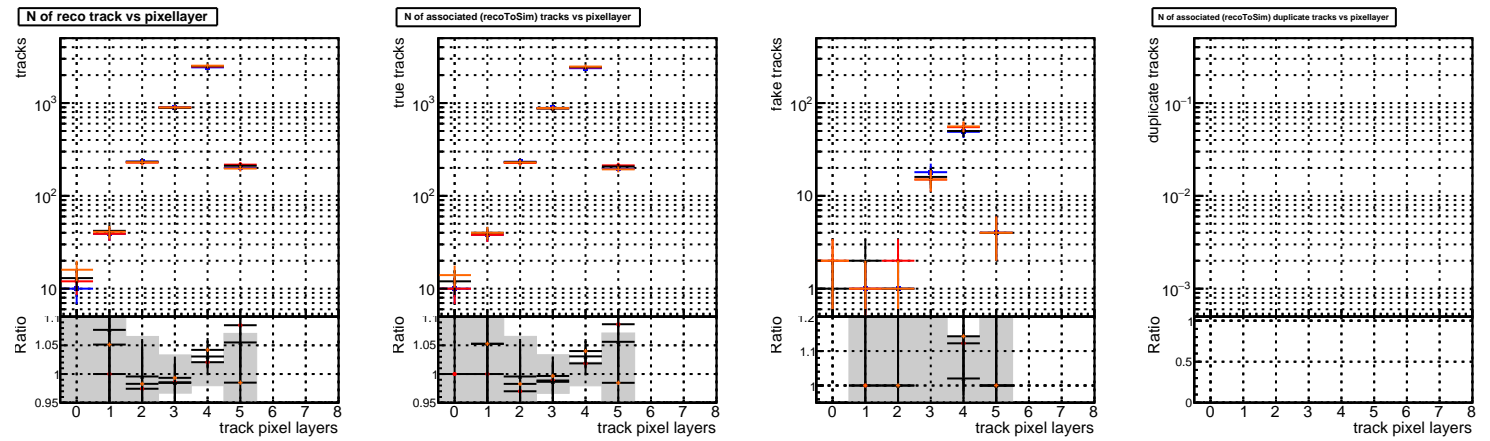 N of reco track vs pixellayer
tracks
10³
10²
10
Ratio
1.1
1.05
1
0.95
0 1 2 3 4 5 6 7 8
track pixel layers
N of associated (recoToSim) tracks vs pixellayer
true tracks
10³
10²
10
Ratio
1.1
1.05
1
0.95
0 1 2 3 4 5 6 7 8
track pixel layers
fake tracks
10²
10
1
Ratio
1.2
1.1
1
0 1 2 3 4 5 6 7 8
track pixel layers
N of associated (recoToSim) duplicate tracks vs pixellayer
duplicate tracks
10⁻¹
10⁻²
10⁻³
Ratio
1
0.5
0
0 1 2 3 4 5 6 7 8
track pixel layers